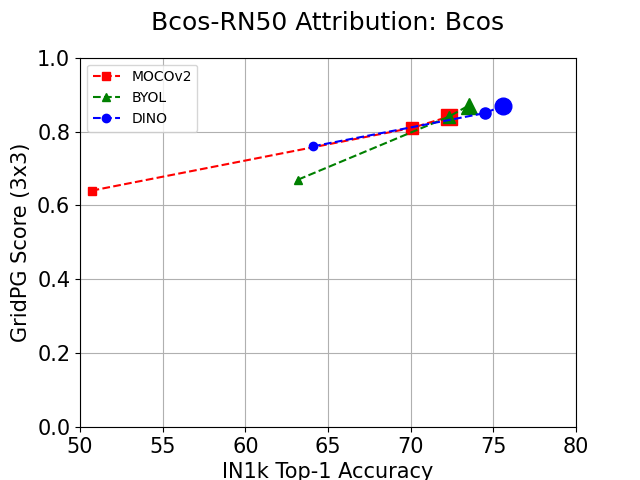 Bcos-RN50 Attribution: Bcos
GridPG Score (3x3)
1.0
0.8
0.6
0.4
0.2
0.0
MOCOv2
BYOL
DINO
50 55 60 65 70 75 80
IN1k Top-1 Accuracy